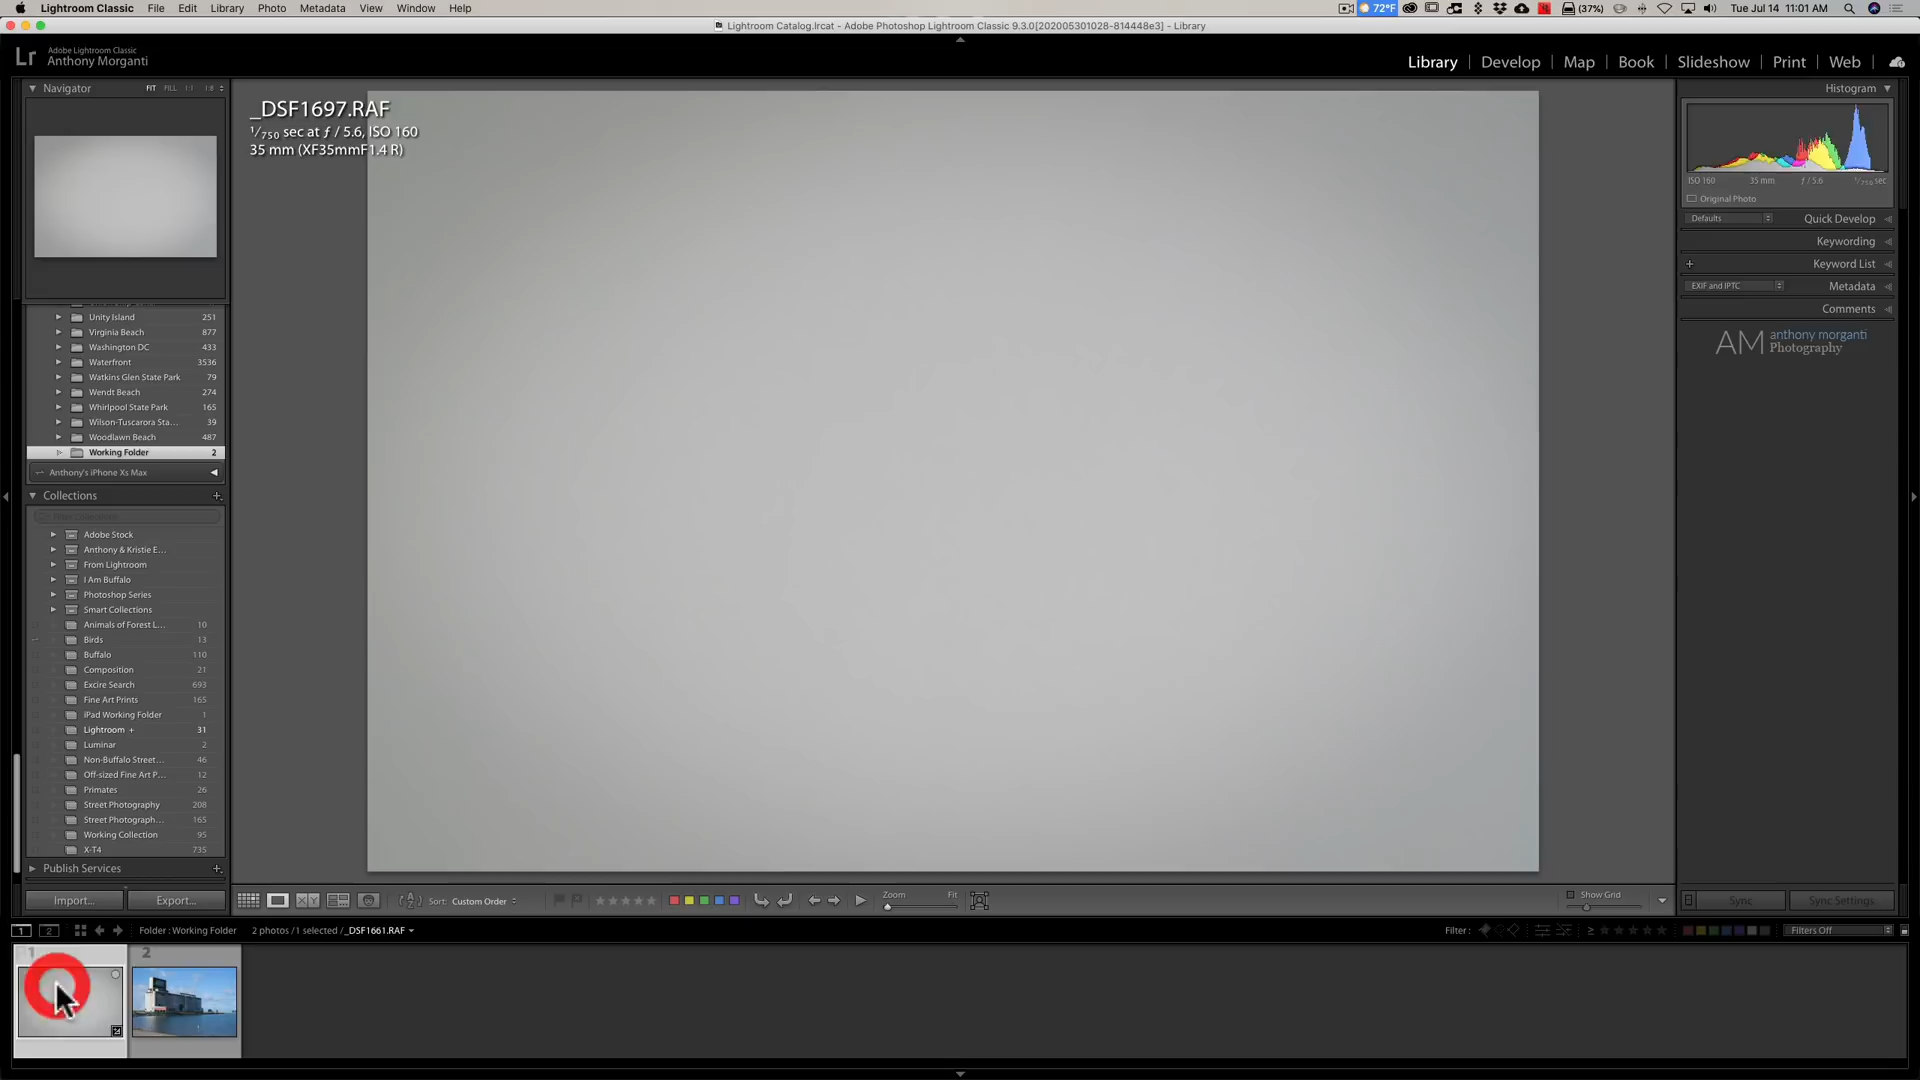 Lightroom Classic File Edit Library Photo Metadata View Window Help
72°F (37%) Tue Jul 14 11:01 AM
Lightroom Catalog.lrcat - Adobe Photoshop Lightroom Classic 9.3.0[202005301028-814448e3] - Library
Lr Adobe Lightroom Classic
Anthony Morganti
Library Develop Map Book Slideshow Print Web
Navigator FIT FILL 1:1 1:8
_DSF1697.RAF
1/750 sec at ƒ / 5.6, ISO 160
35 mm (XF35mmF1.4 R)
Unity Island 251
Virginia Beach 877
Washington DC 433
Waterfront 3536
Watkins Glen State Park 79
Wendt Beach 274
Whirlpool State Park 165
Wilson-Tuscarora Sta... 39
Woodlawn Beach 487
Working Folder 2
Anthony's iPhone Xs Max
Collections
Adobe Stock
Anthony & Kristie E...
From Lightroom
I Am Buffalo
Photoshop Series
Smart Collections
Animals of Forest L... 10
Birds 13
Buffalo 110
Composition 21
Excire Search 693
Fine Art Prints 165
iPad Working Folder 1
Lightroom + 31
Luminar 2
Non-Buffalo Street... 46
Off-sized Fine Art P... 12
Primates 26
Street Photography 208
Street Photograph... 165
Working Collection 95
X-T4 735
Publish Services
Import... Export...
Histogram
ISO 160 35 mm ƒ / 5.6 1/750 sec
Original Photo
Defaults Quick Develop
Keywording
Keyword List
EXIF and IPTC Metadata
Comments
AM anthony morganti
Photography
X Y Sort: Custom Order Zoom Fit Show Grid
Sync Sync Settings
1 2 Folder : Working Folder 2 photos / 1 selected / _DSF1661.RAF Filter : Filters Off
1 2